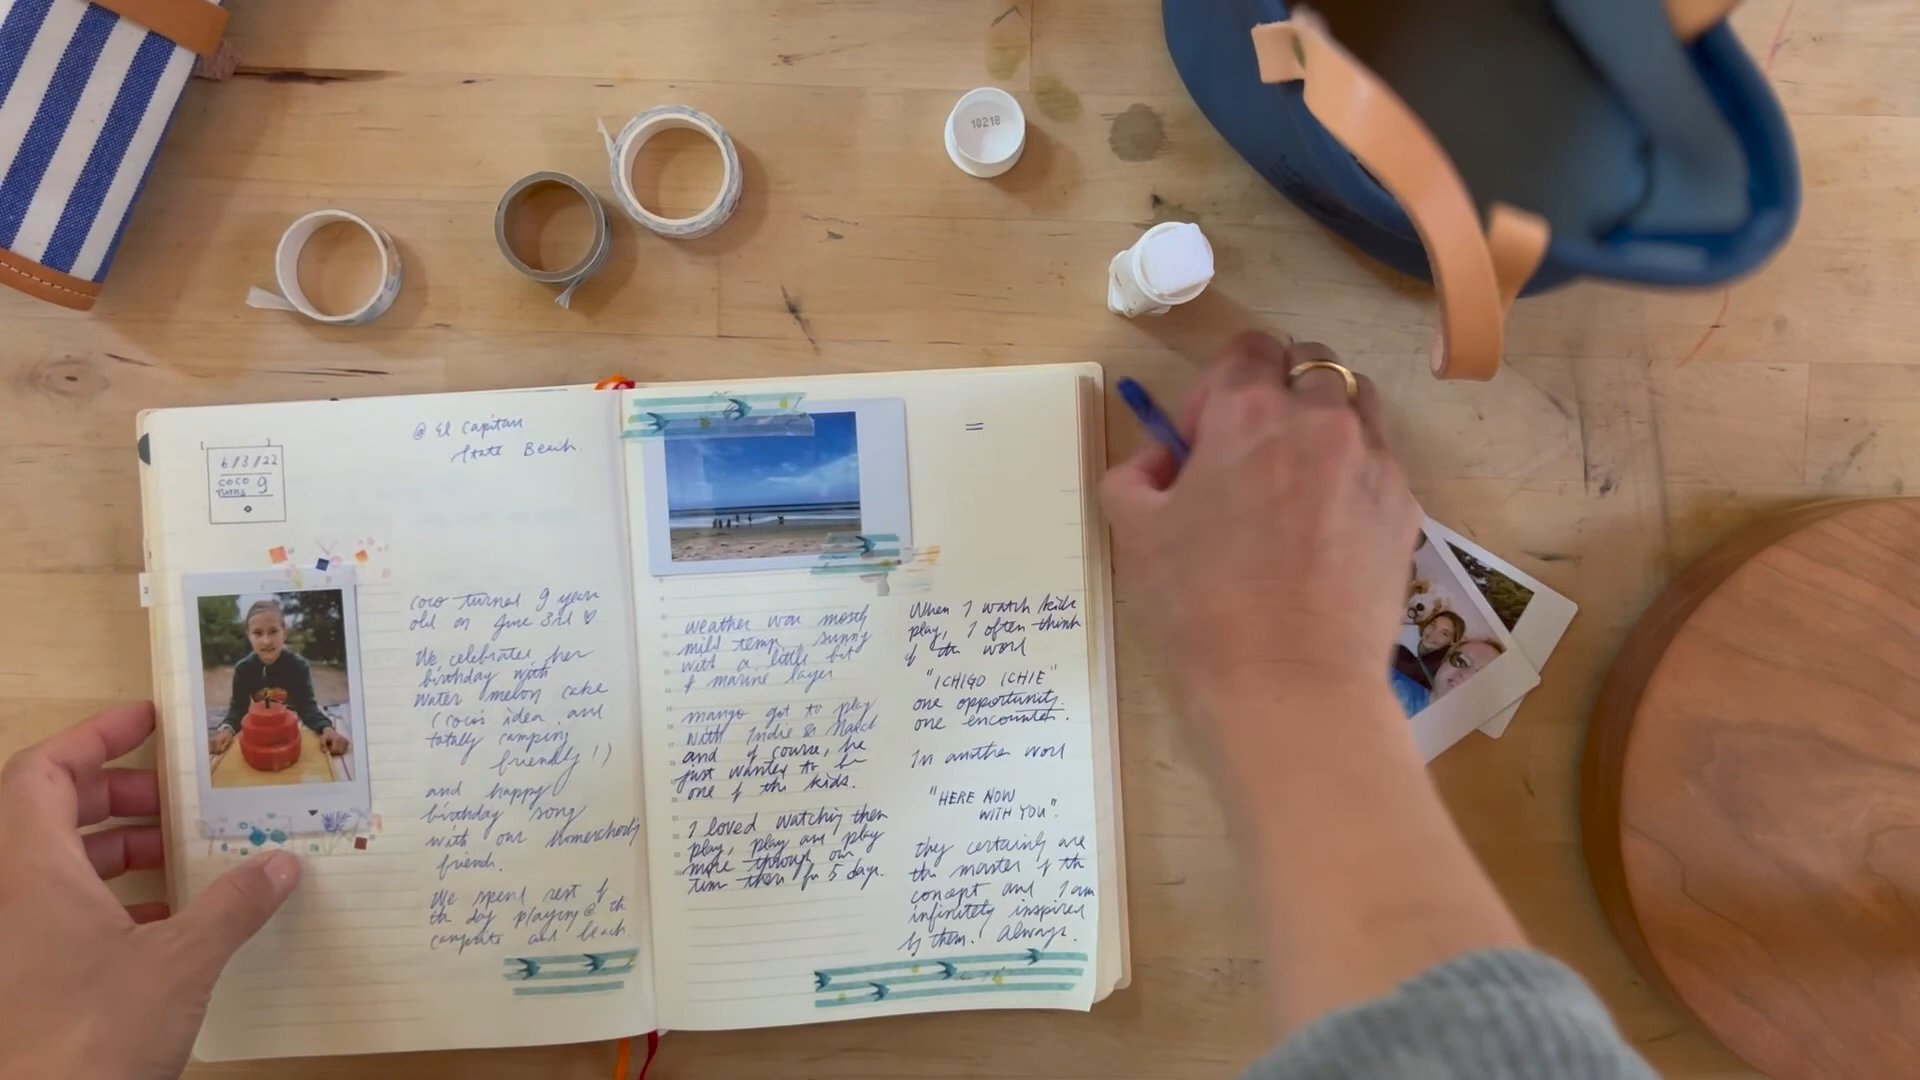 10218
@ El Capitan
State Beach.
6/3/22
COCO
TURNS 9
coco turned 9 years
old on June 3rd ♡
We celebrated her
birthday with
water melon cake
(coco's idea and
totally camping
friendly!)
and happy
birthday song
with our homeschool
friends.
We spent rest of
the day playing @ the
campsite and beach.
weather was mostly
mild temp, sunny
with a little bit
of marine layer
mango got to play
with Indie &
and of course, he
just wanted to be
one of the kids.
I loved watching them
play, play and play
more through our
time there for 5 days.
=
When I watch kids
play, I often think
of the word
"ICHIGO ICHIE"
one opportunity.
one encounter.
In another word
"HERE NOW
WITH YOU".
they certainly are
the master of the
concept and I am
infinitely inspired
by them. Always.